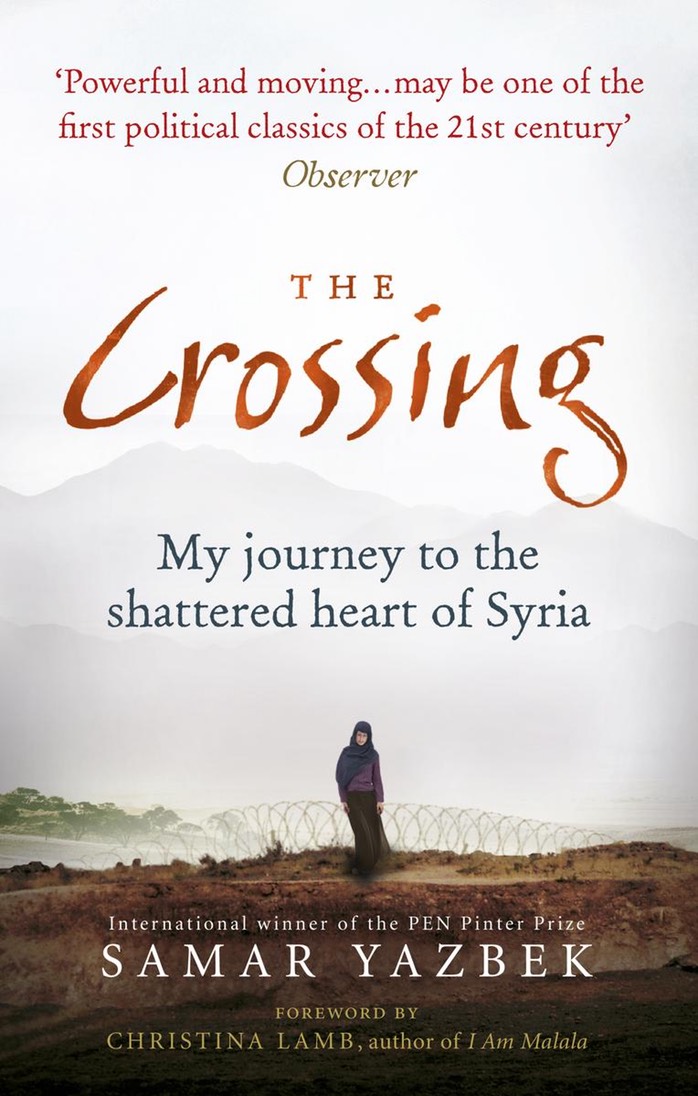 ‘Powerful and moving...may be one of the
first political classics of the 21st century’
Observer
THE
Crossing
My journey to the
shattered heart of Syria
International winner of the PEN Pinter Prize
SAMAR YAZBEK
FOREWORD BY
CHRISTINA LAMB, author of I Am Malala